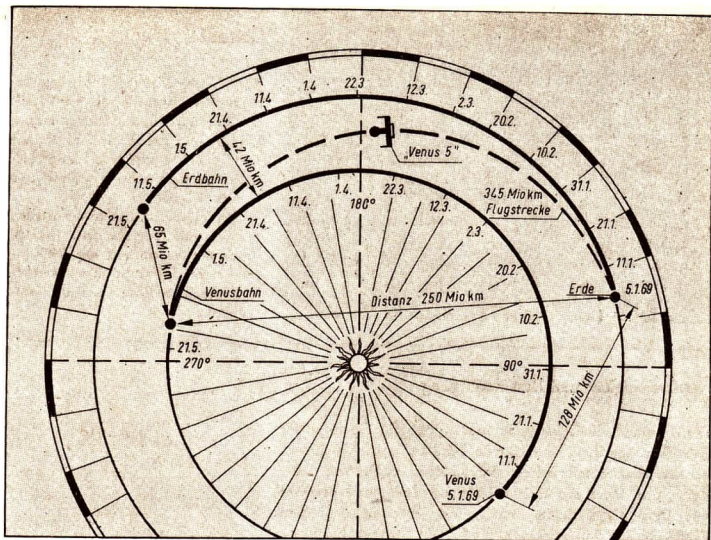 22.3
1.4
12.3.
11.4
2.3.
21.4.
20.2.
1.5
10.2.
11.5.
31.1.
21.5.
21.1.
11.1.
Erdbahn
42 Mio km
„Venus 5"
345 Mio km
Flugstrecke
65 Mio km
1.4.
180°
22.3.
11.4.
12.3.
21.4.
2.3.
1.5.
20.2.
Venusbahn
Distanz 250 Mio km
Erde
5.1.69
10.2.
21.5.
270°
90°
31.1.
128 Mio km
21.1.
11.1.
Venus
5.1.69